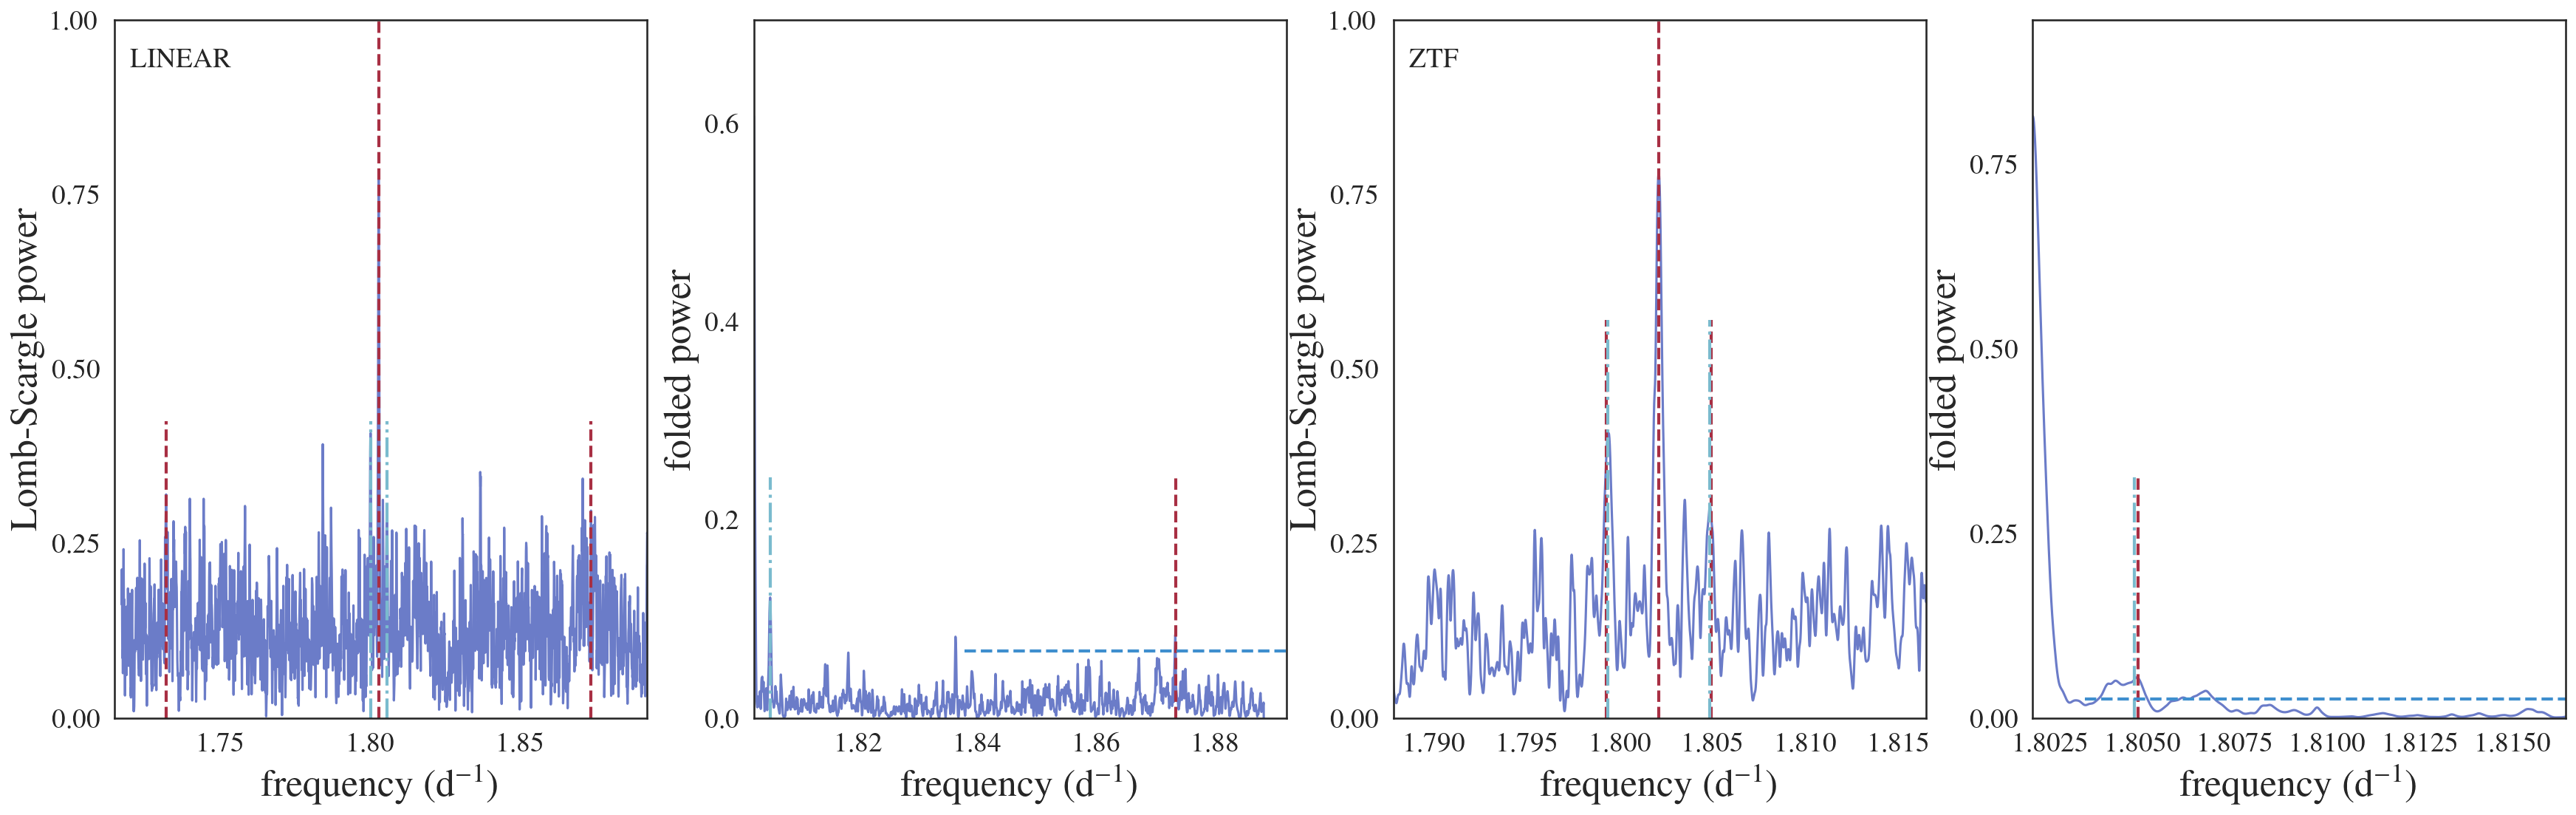 LINEAR
Lomb-Scargle power
1.00
0.75
0.50
0.25
0.00
1.75 1.80 1.85
frequency (d⁻¹)
folded power
0.6
0.4
0.2
0.0
1.82 1.84 1.86 1.88
frequency (d⁻¹)
ZTF
Lomb-Scargle power
1.00
0.75
0.50
0.25
0.00
1.790 1.795 1.800 1.805 1.810 1.815
frequency (d⁻¹)
folded power
0.75
0.50
0.25
0.00
1.8025 1.8050 1.8075 1.8100 1.8125 1.8150
frequency (d⁻¹)